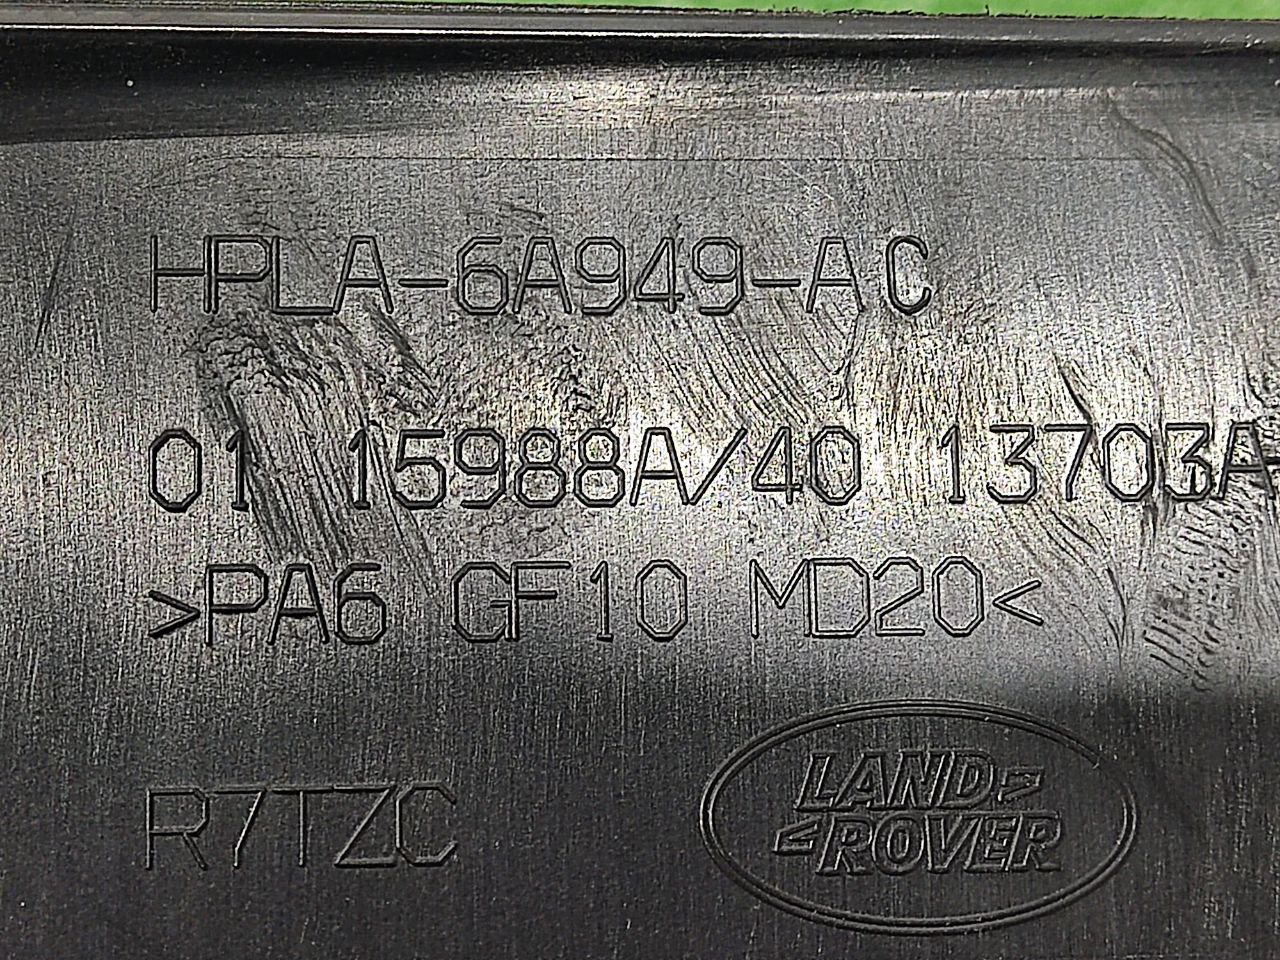 HPLA-6A949-AC
01 15988A/40 13703A
>PA6 GF10 MD20<
R7TZC
LAND
ROVER